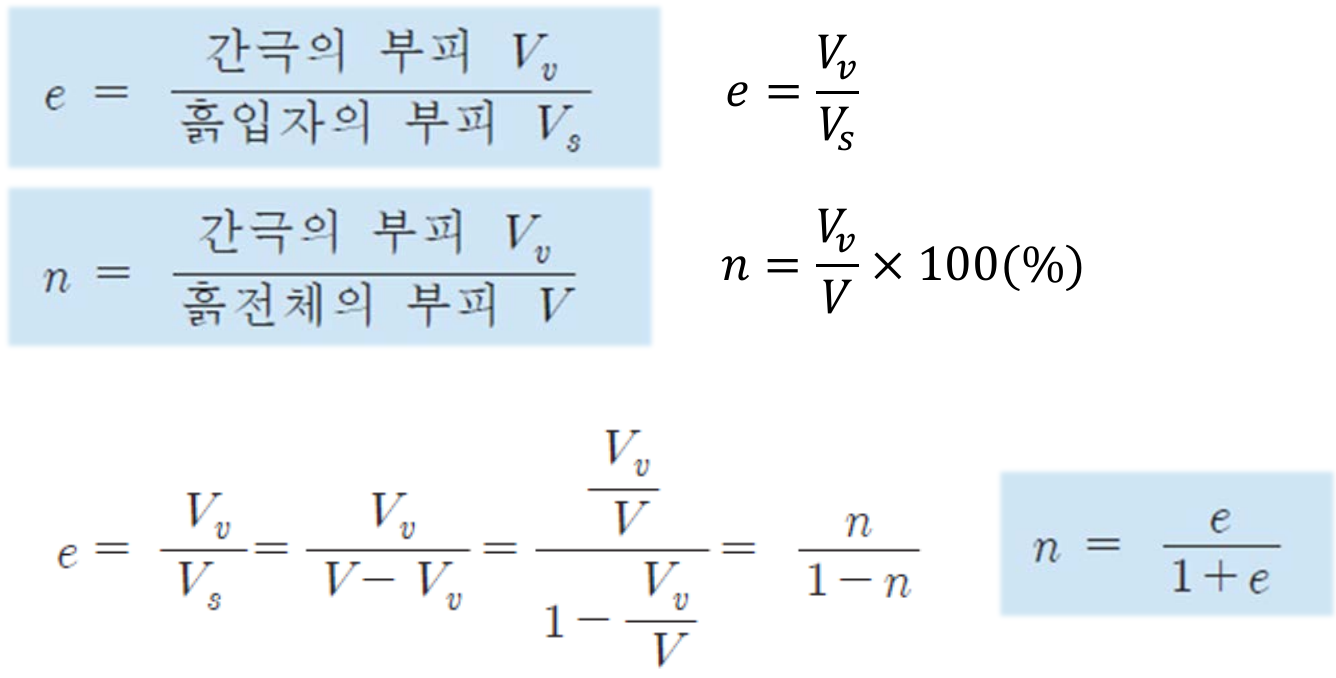 e = 간극의 부피 V_v / 흙입자의 부피 V_s
e = V_v / V_s
n = 간극의 부피 V_v / 흙전체의 부피 V
n = V_v / V × 100(%)
e = V_v / V_s = V_v / (V − V_v) = (V_v / V) / (1 − V_v / V) = n / (1 − n)
n = e / (1 + e)